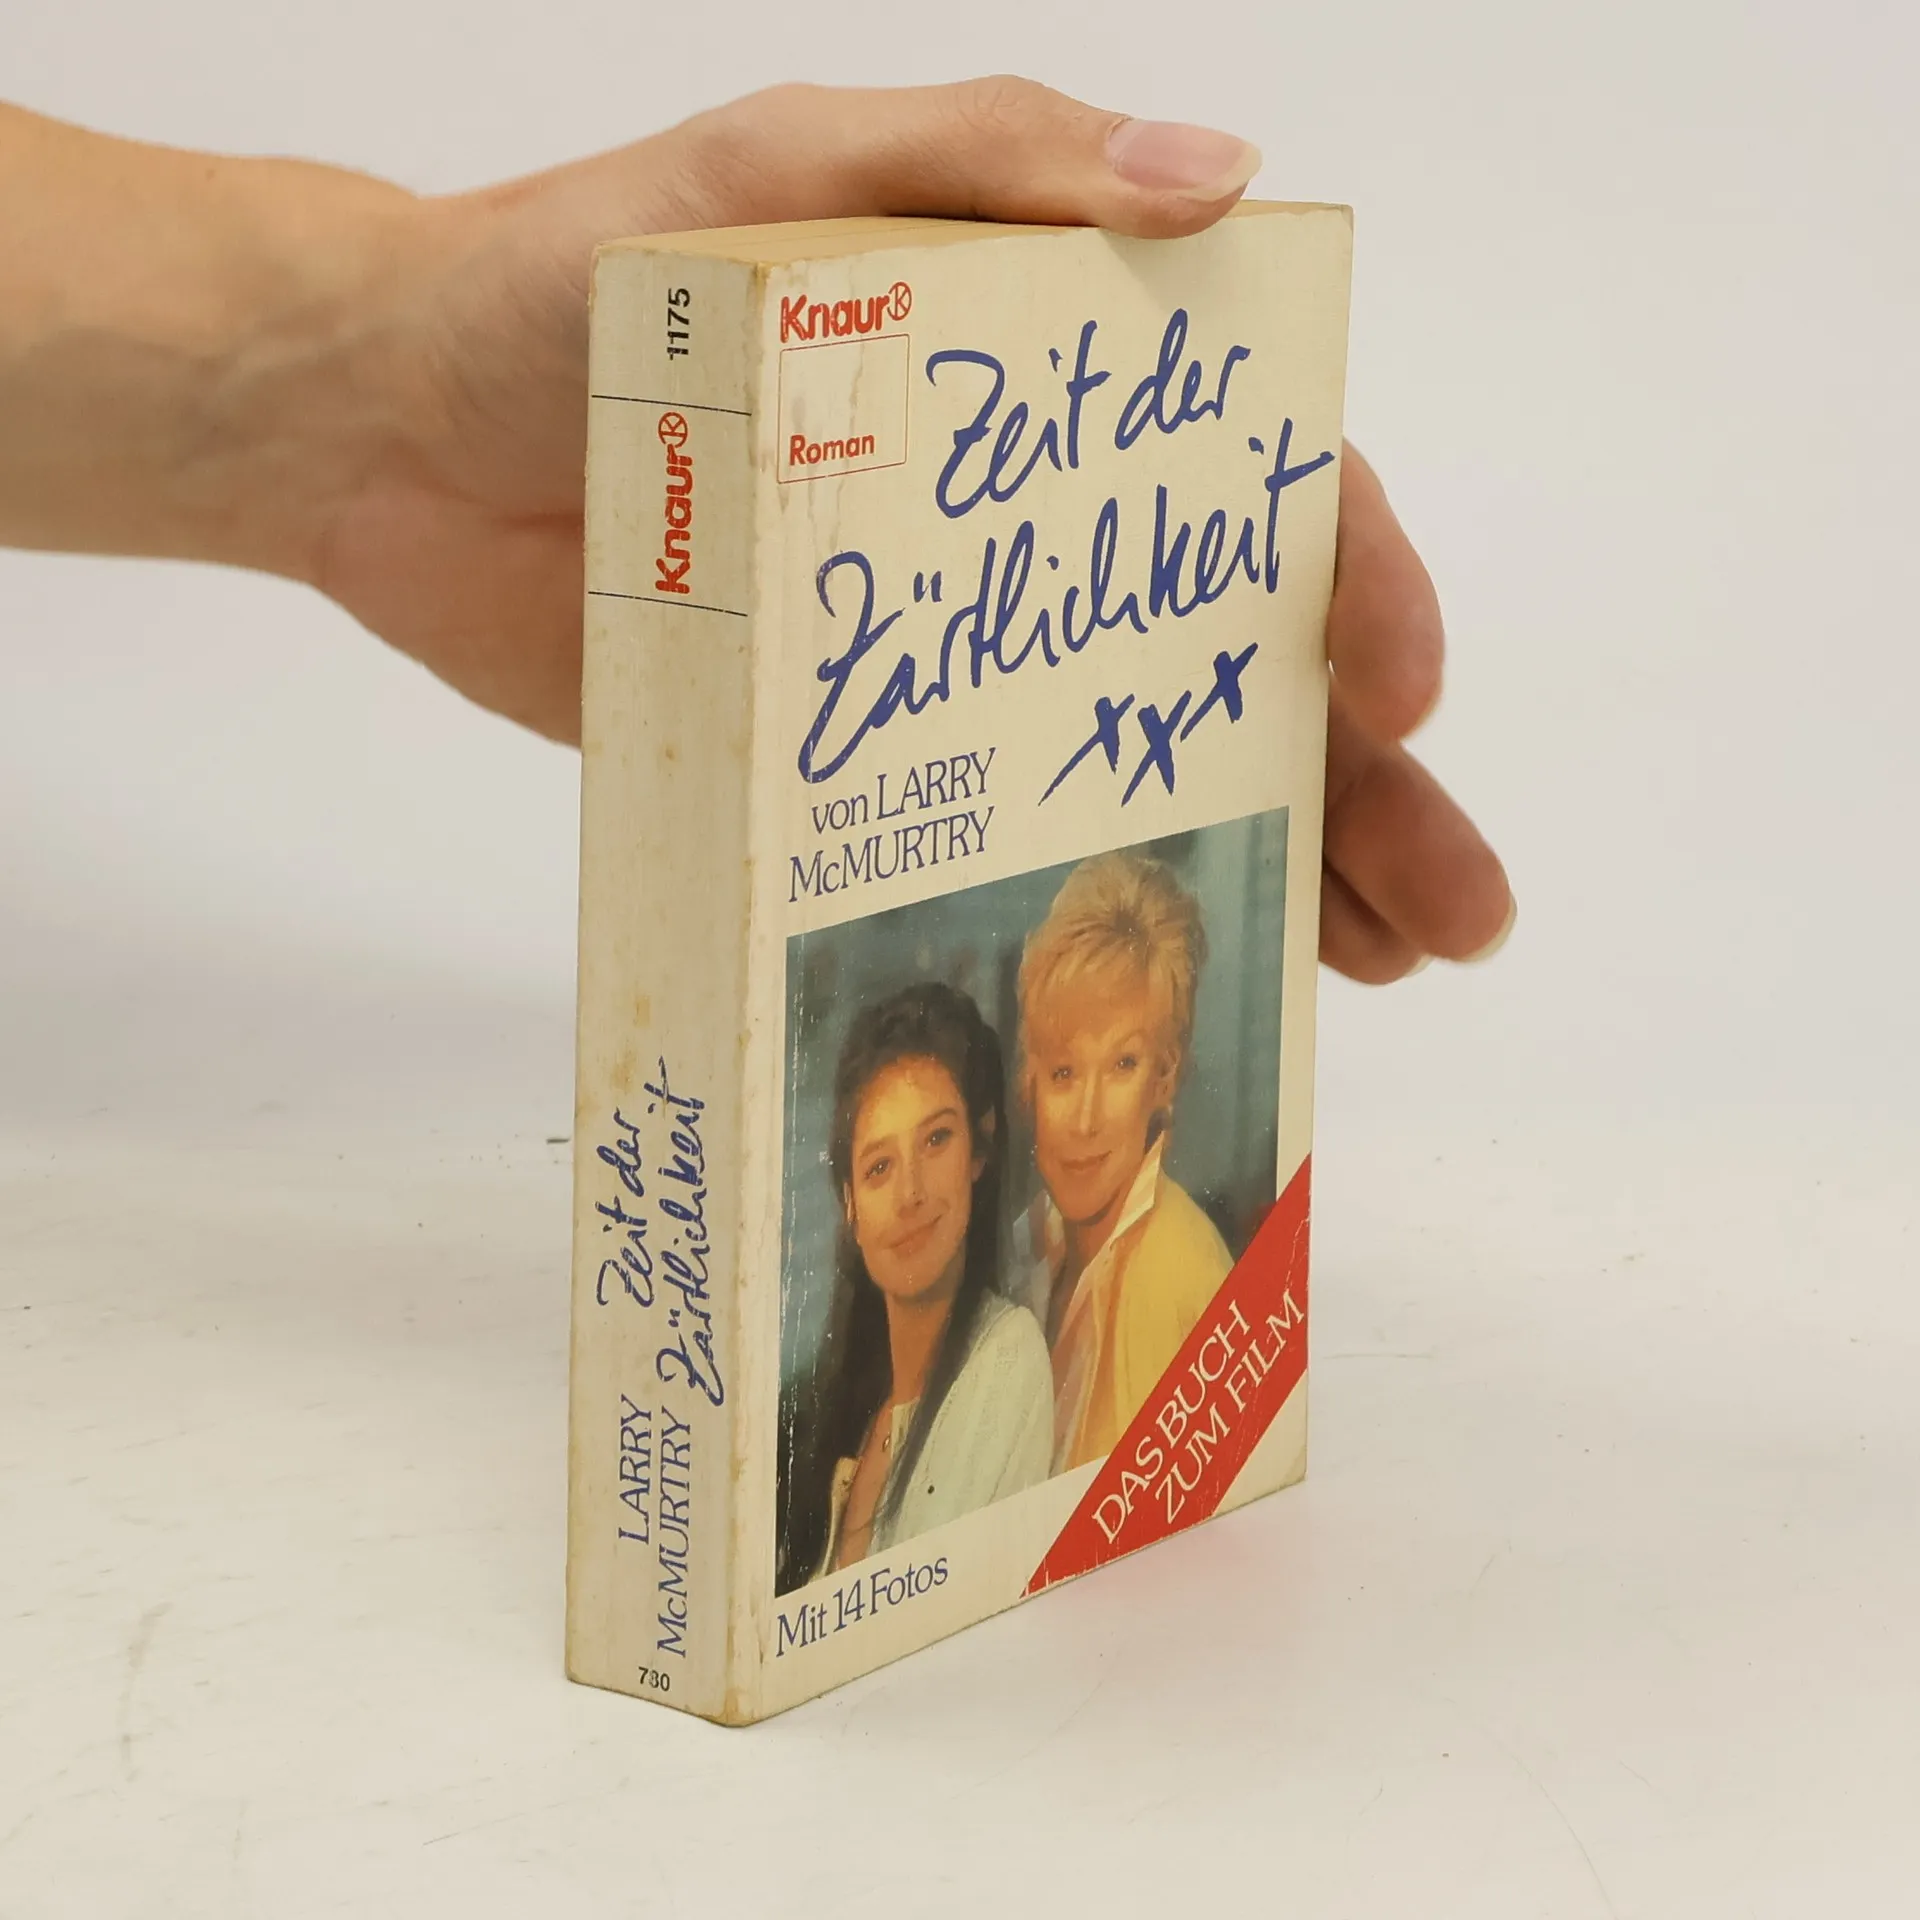 1175
Knaur
Zeit der
Zärtlichkeit
LARRY
McMURTRY
780
Knaur
Roman
Zeit der
Zärtlichkeit
xxx
von LARRY
McMURTRY
DAS BUCH
ZUM FILM
Mit 14 Fotos